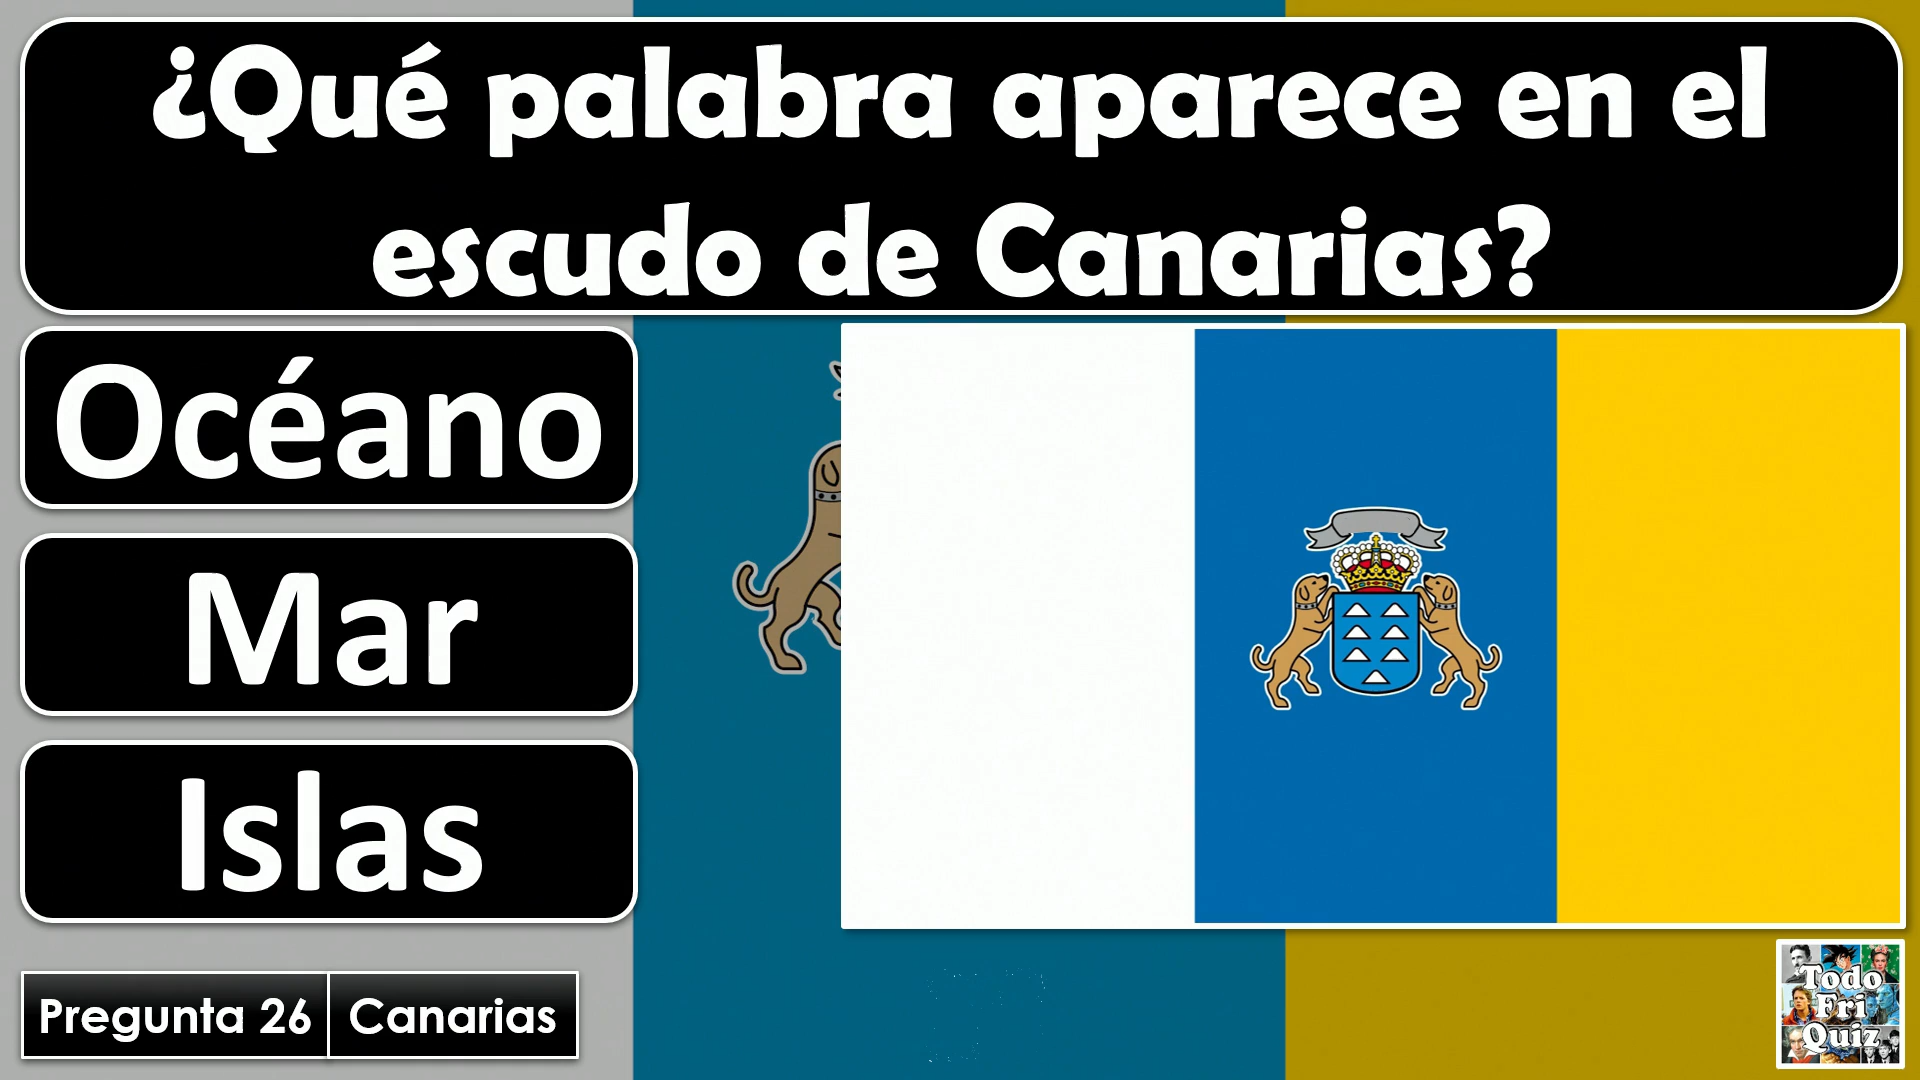 ¿Qué palabra aparece en el
escudo de Canarias?
Océano
Mar
Islas
Pregunta 26
Canarias
Todo
Fri
Quiz